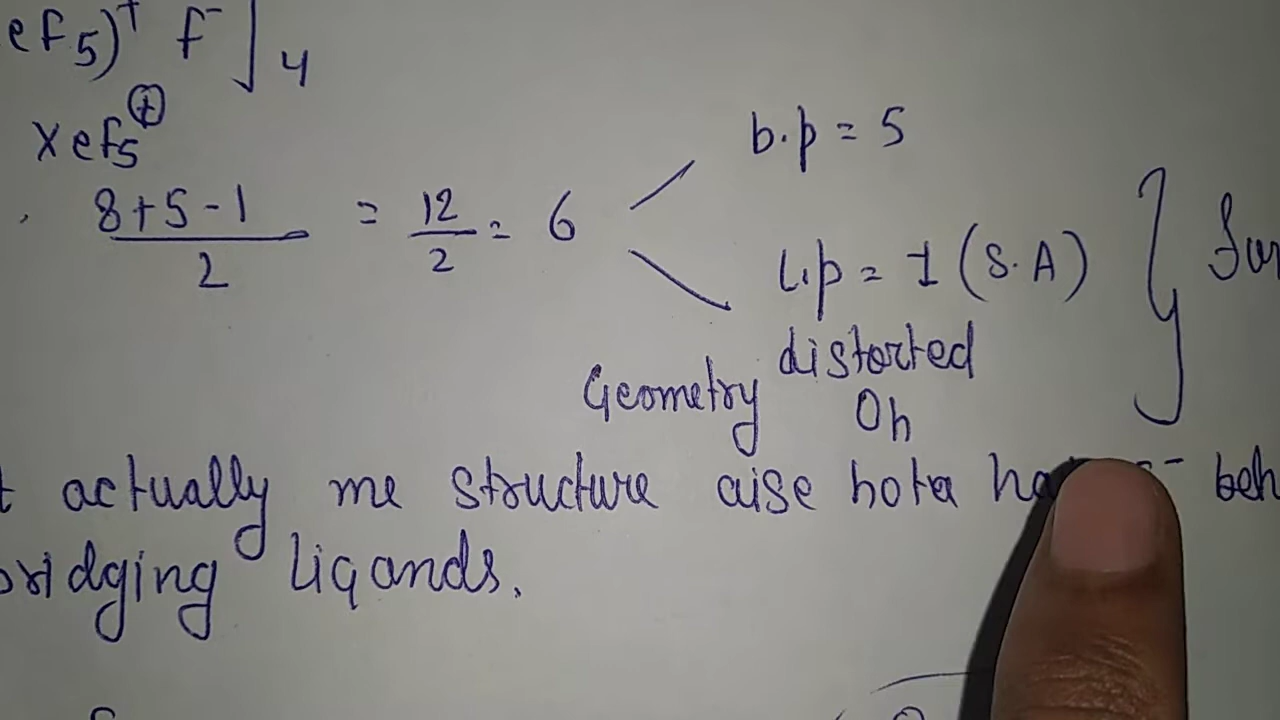 ef5)+ f-]4
xef5⊕
8+5-1/2 = 12/2 = 6
b.p = 5
l.p = 1 (S.A)
Geometry distorted Oh
actually me structure aise hota
bridging Ligands.